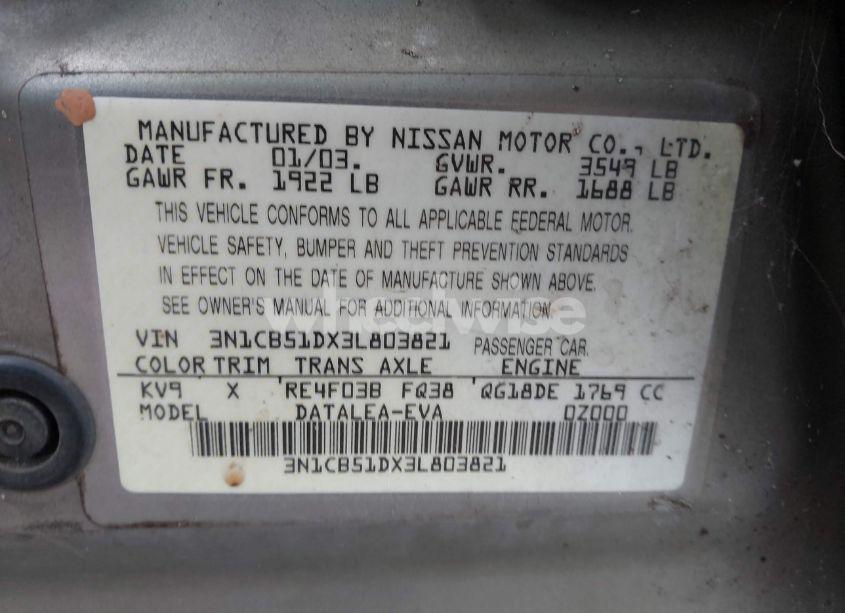 MANUFACTURED BY NISSAN MOTOR CO., LTD.
DATE 01/03. GVWR. 3549 LB
GAWR FR. 1922 LB GAWR RR. 1688 LB
THIS VEHICLE CONFORMS TO ALL APPLICABLE FEDERAL MOTOR
VEHICLE SAFETY, BUMPER AND THEFT PREVENTION STANDARDS
IN EFFECT ON THE DATE OF MANUFACTURE SHOWN ABOVE.
SEE OWNER'S MANUAL FOR ADDITIONAL INFORMATION.
wheelwise
VIN 3N1CB51DX3L803821 PASSENGER CAR.
COLOR TRIM TRANS AXLE ENGINE
KV9 X 'RE4F03B FQ38 'QG18DE 1769 CC
MODEL DATALEA-EVA 0Z000
3N1CB51DX3L803821